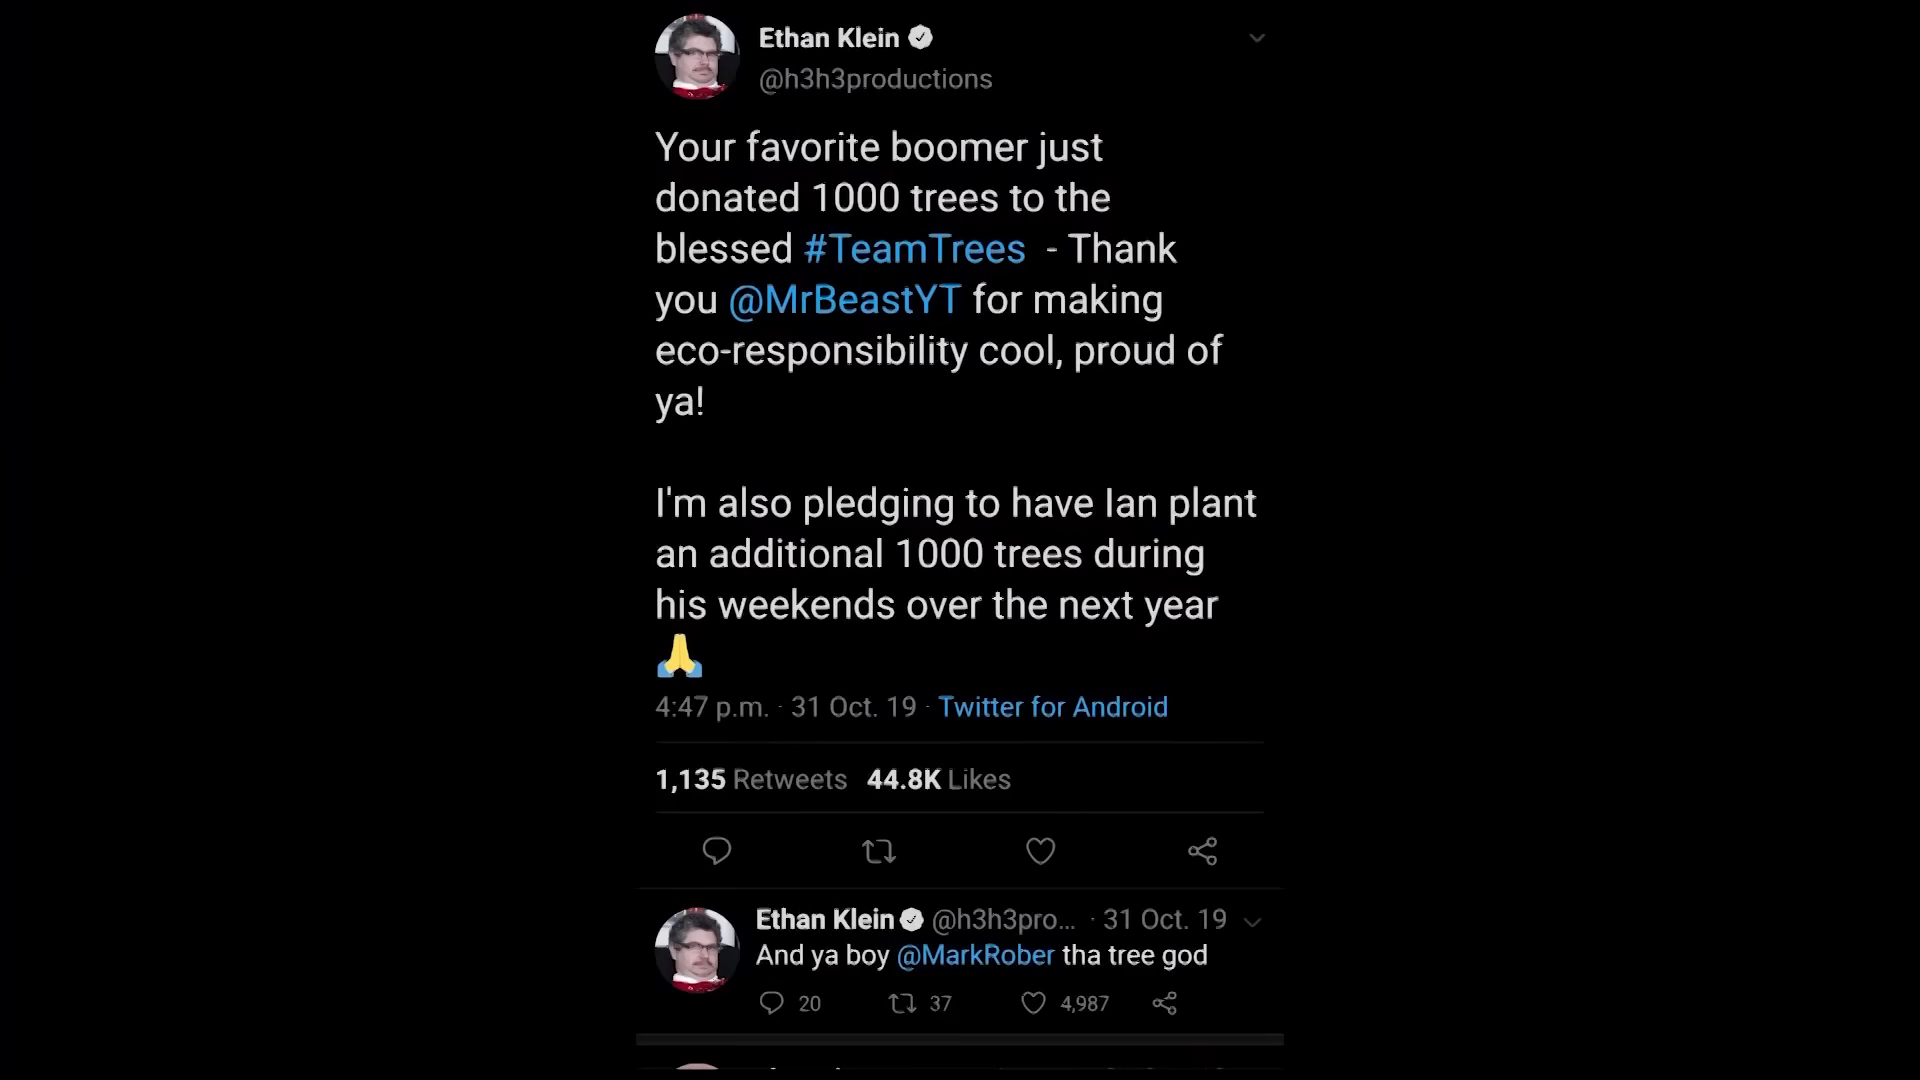 Ethan Klein
@h3h3productions
Your favorite boomer just
donated 1000 trees to the
blessed #TeamTrees - Thank
you @MrBeastYT for making
eco-responsibility cool, proud of
ya!
I'm also pledging to have Ian plant
an additional 1000 trees during
his weekends over the next year
🙏
4:47 p.m. · 31 Oct. 19 · Twitter for Android
1,135 Retweets 44.8K Likes
Ethan Klein @h3h3pro... · 31 Oct. 19
And ya boy @MarkRober tha tree god
20 37 4,987